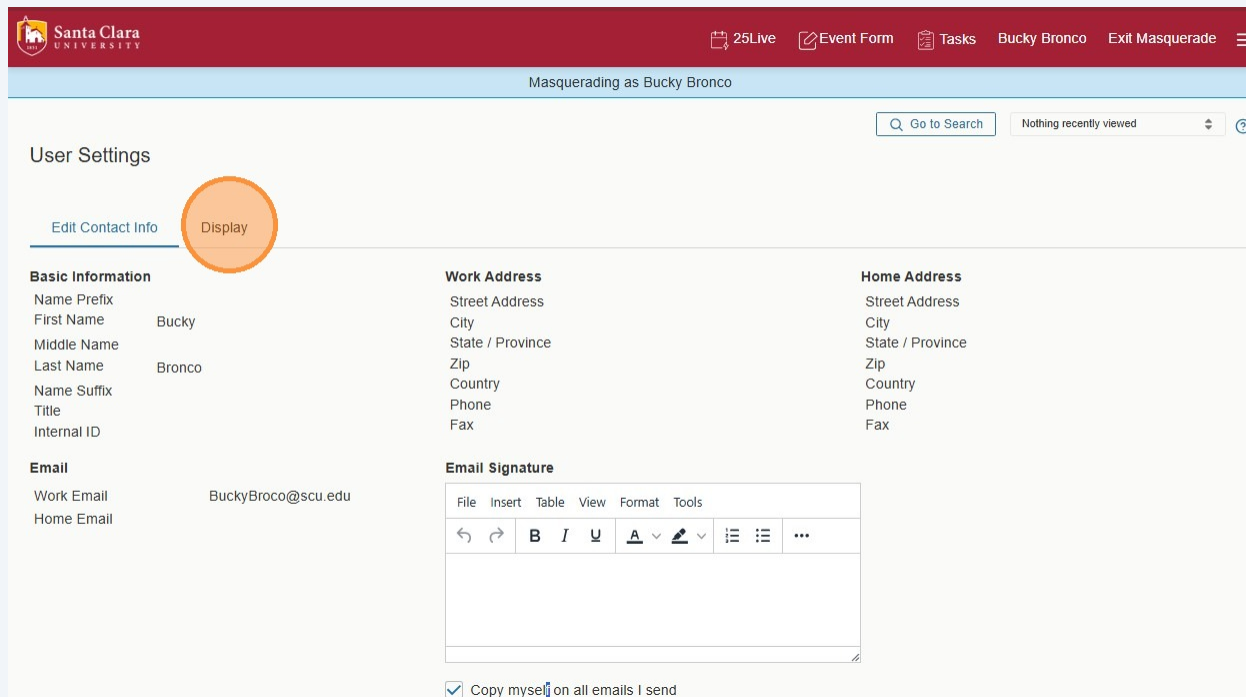 Santa Clara
UNIVERSITY
1851
25Live
Event Form
Tasks
Bucky Bronco
Exit Masquerade
Masquerading as Bucky Bronco
Go to Search
Nothing recently viewed
?
User Settings
Edit Contact Info
Display
Basic Information
Name Prefix
First Name Bucky
Middle Name
Last Name Bronco
Name Suffix
Title
Internal ID
Work Address
Street Address
City
State / Province
Zip
Country
Phone
Fax
Home Address
Street Address
City
State / Province
Zip
Country
Phone
Fax
Email
Work Email BuckyBroco@scu.edu
Home Email
Email Signature
File Insert Table View Format Tools
B I U A
Copy myself on all emails I send